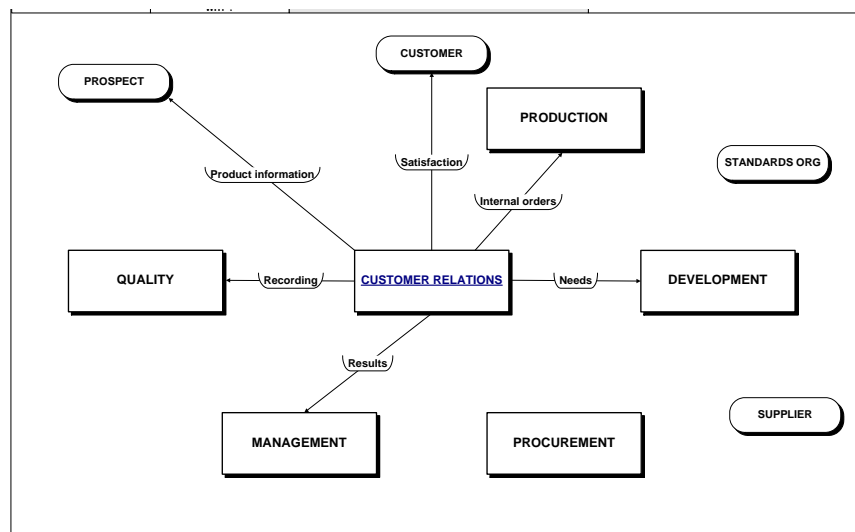 CUSTOMER
PROSPECT
PRODUCTION
STANDARDS ORG
Satisfaction
Product information
Internal orders
QUALITY
Recording
CUSTOMER RELATIONS
Needs
DEVELOPMENT
Results
SUPPLIER
MANAGEMENT
PROCUREMENT